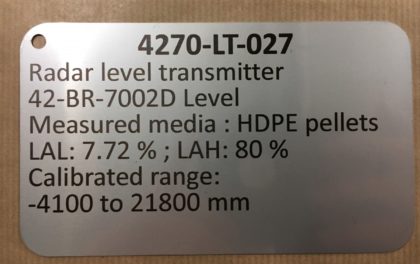 4270-LT-027
Radar level transmitter
42-BR-7002D Level
Measured media : HDPE pellets
LAL: 7.72 % ; LAH: 80 %
Calibrated range:
-4100 to 21800 mm